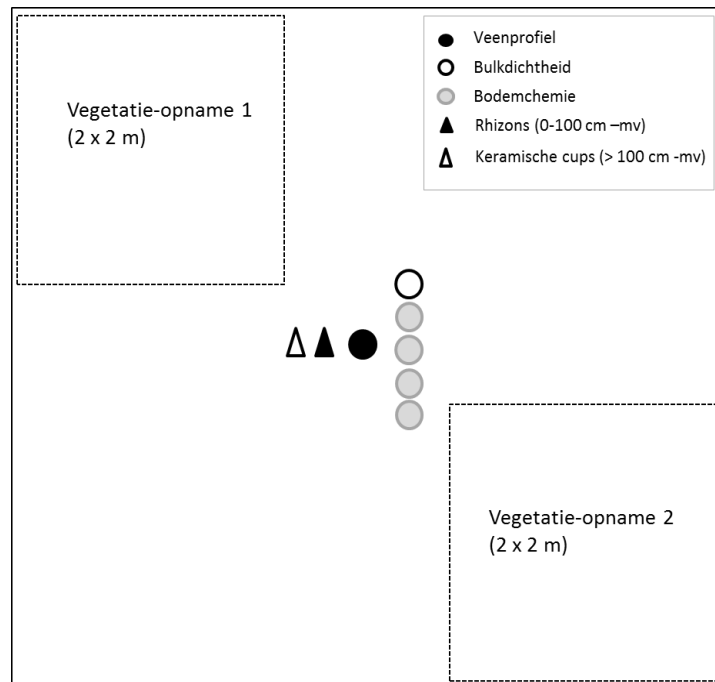 Vegetatie-opname 1
(2 x 2 m)
Veenprofiel
Bulkdichtheid
Bodemchemie
Rhizons (0-100 cm –mv)
Keramische cups (> 100 cm -mv)
Vegetatie-opname 2
(2 x 2 m)